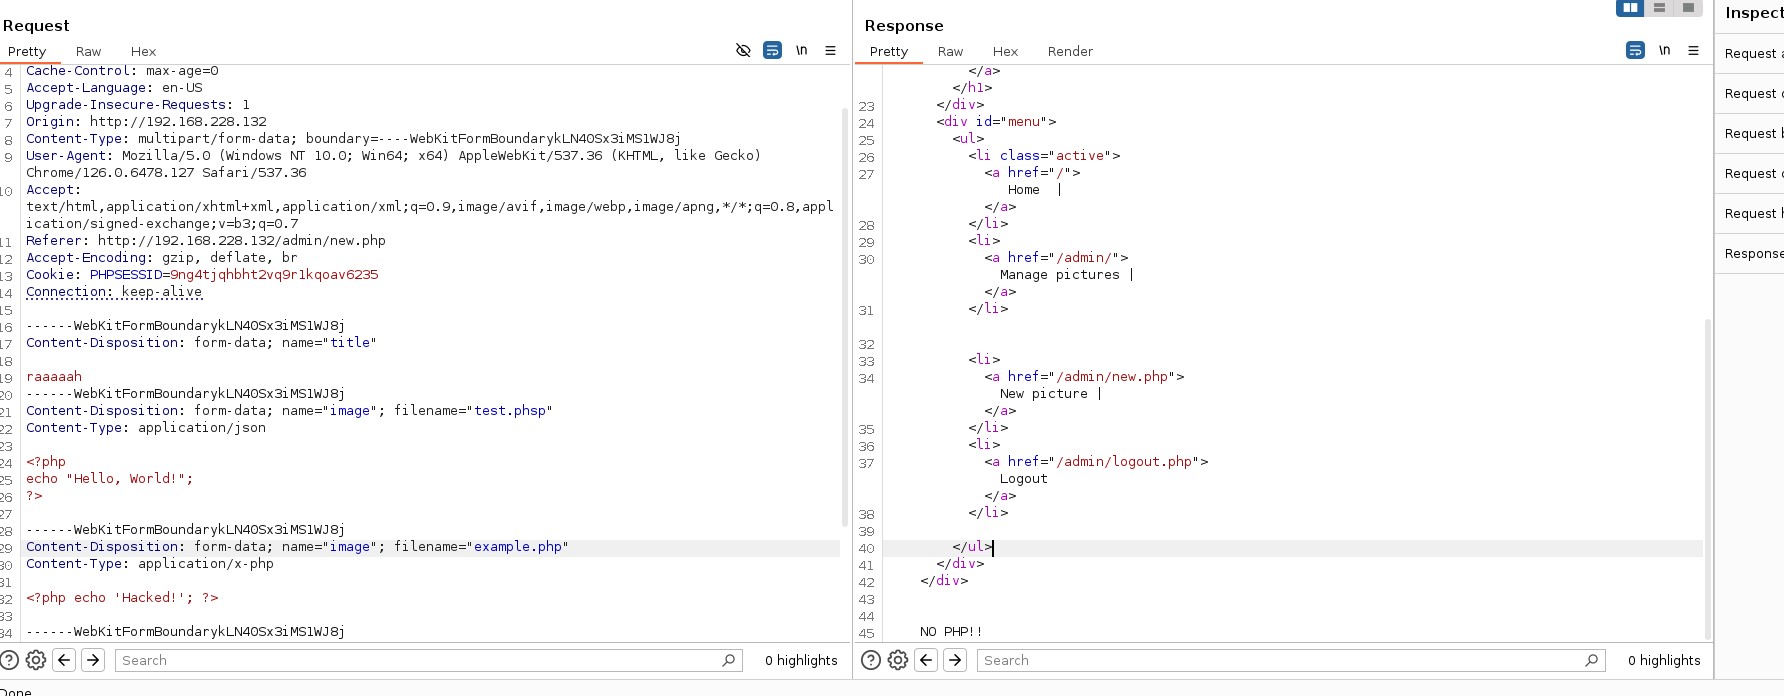 Request
Pretty Raw Hex
\n
4 Cache-Control: max-age=0
5 Accept-Language: en-US
6 Upgrade-Insecure-Requests: 1
7 Origin: http://192.168.228.132
8 Content-Type: multipart/form-data; boundary=----WebKitFormBoundarykLN40Sx3iMS1WJ8j
9 User-Agent: Mozilla/5.0 (Windows NT 10.0; Win64; x64) AppleWebKit/537.36 (KHTML, like Gecko)
Chrome/126.0.6478.127 Safari/537.36
10 Accept:
text/html,application/xhtml+xml,application/xml;q=0.9,image/avif,image/webp,image/apng,*/*;q=0.8,appl
ication/signed-exchange;v=b3;q=0.7
11 Referer: http://192.168.228.132/admin/new.php
12 Accept-Encoding: gzip, deflate, br
13 Cookie: PHPSESSID=9ng4tjqhbht2vq9r1kqoav6235
14 Connection: keep-alive
15
16 ------WebKitFormBoundarykLN40Sx3iMS1WJ8j
17 Content-Disposition: form-data; name="title"
18
19 raaaaah
20 ------WebKitFormBoundarykLN40Sx3iMS1WJ8j
21 Content-Disposition: form-data; name="image"; filename="test.phsp"
22 Content-Type: application/json
23
24 <?php
25 echo "Hello, World!";
26 ?>
27
28 ------WebKitFormBoundarykLN40Sx3iMS1WJ8j
29 Content-Disposition: form-data; name="image"; filename="example.php"
30 Content-Type: application/x-php
31
32 <?php echo 'Hacked!'; ?>
33
34 ------WebKitFormBoundarykLN40Sx3iMS1WJ8j
Search
0 highlights
Done
Response
Pretty Raw Hex Render
\n
</a>
</h1>
23 </div>
24 <div id="menu">
25 <ul>
26 <li class="active">
27 <a href="/">
Home |
</a>
28 </li>
29 <li>
30 <a href="/admin/">
Manage pictures |
</a>
31 </li>
32
33 <li>
34 <a href="/admin/new.php">
New picture |
</a>
35 </li>
36 <li>
37 <a href="/admin/logout.php">
Logout
</a>
38 </li>
39
40 </ul>
41 </div>
42 </div>
43
44
45 NO PHP!!
Search
0 highlights
Inspect
Request a
Request
Request b
Request
Request h
Response